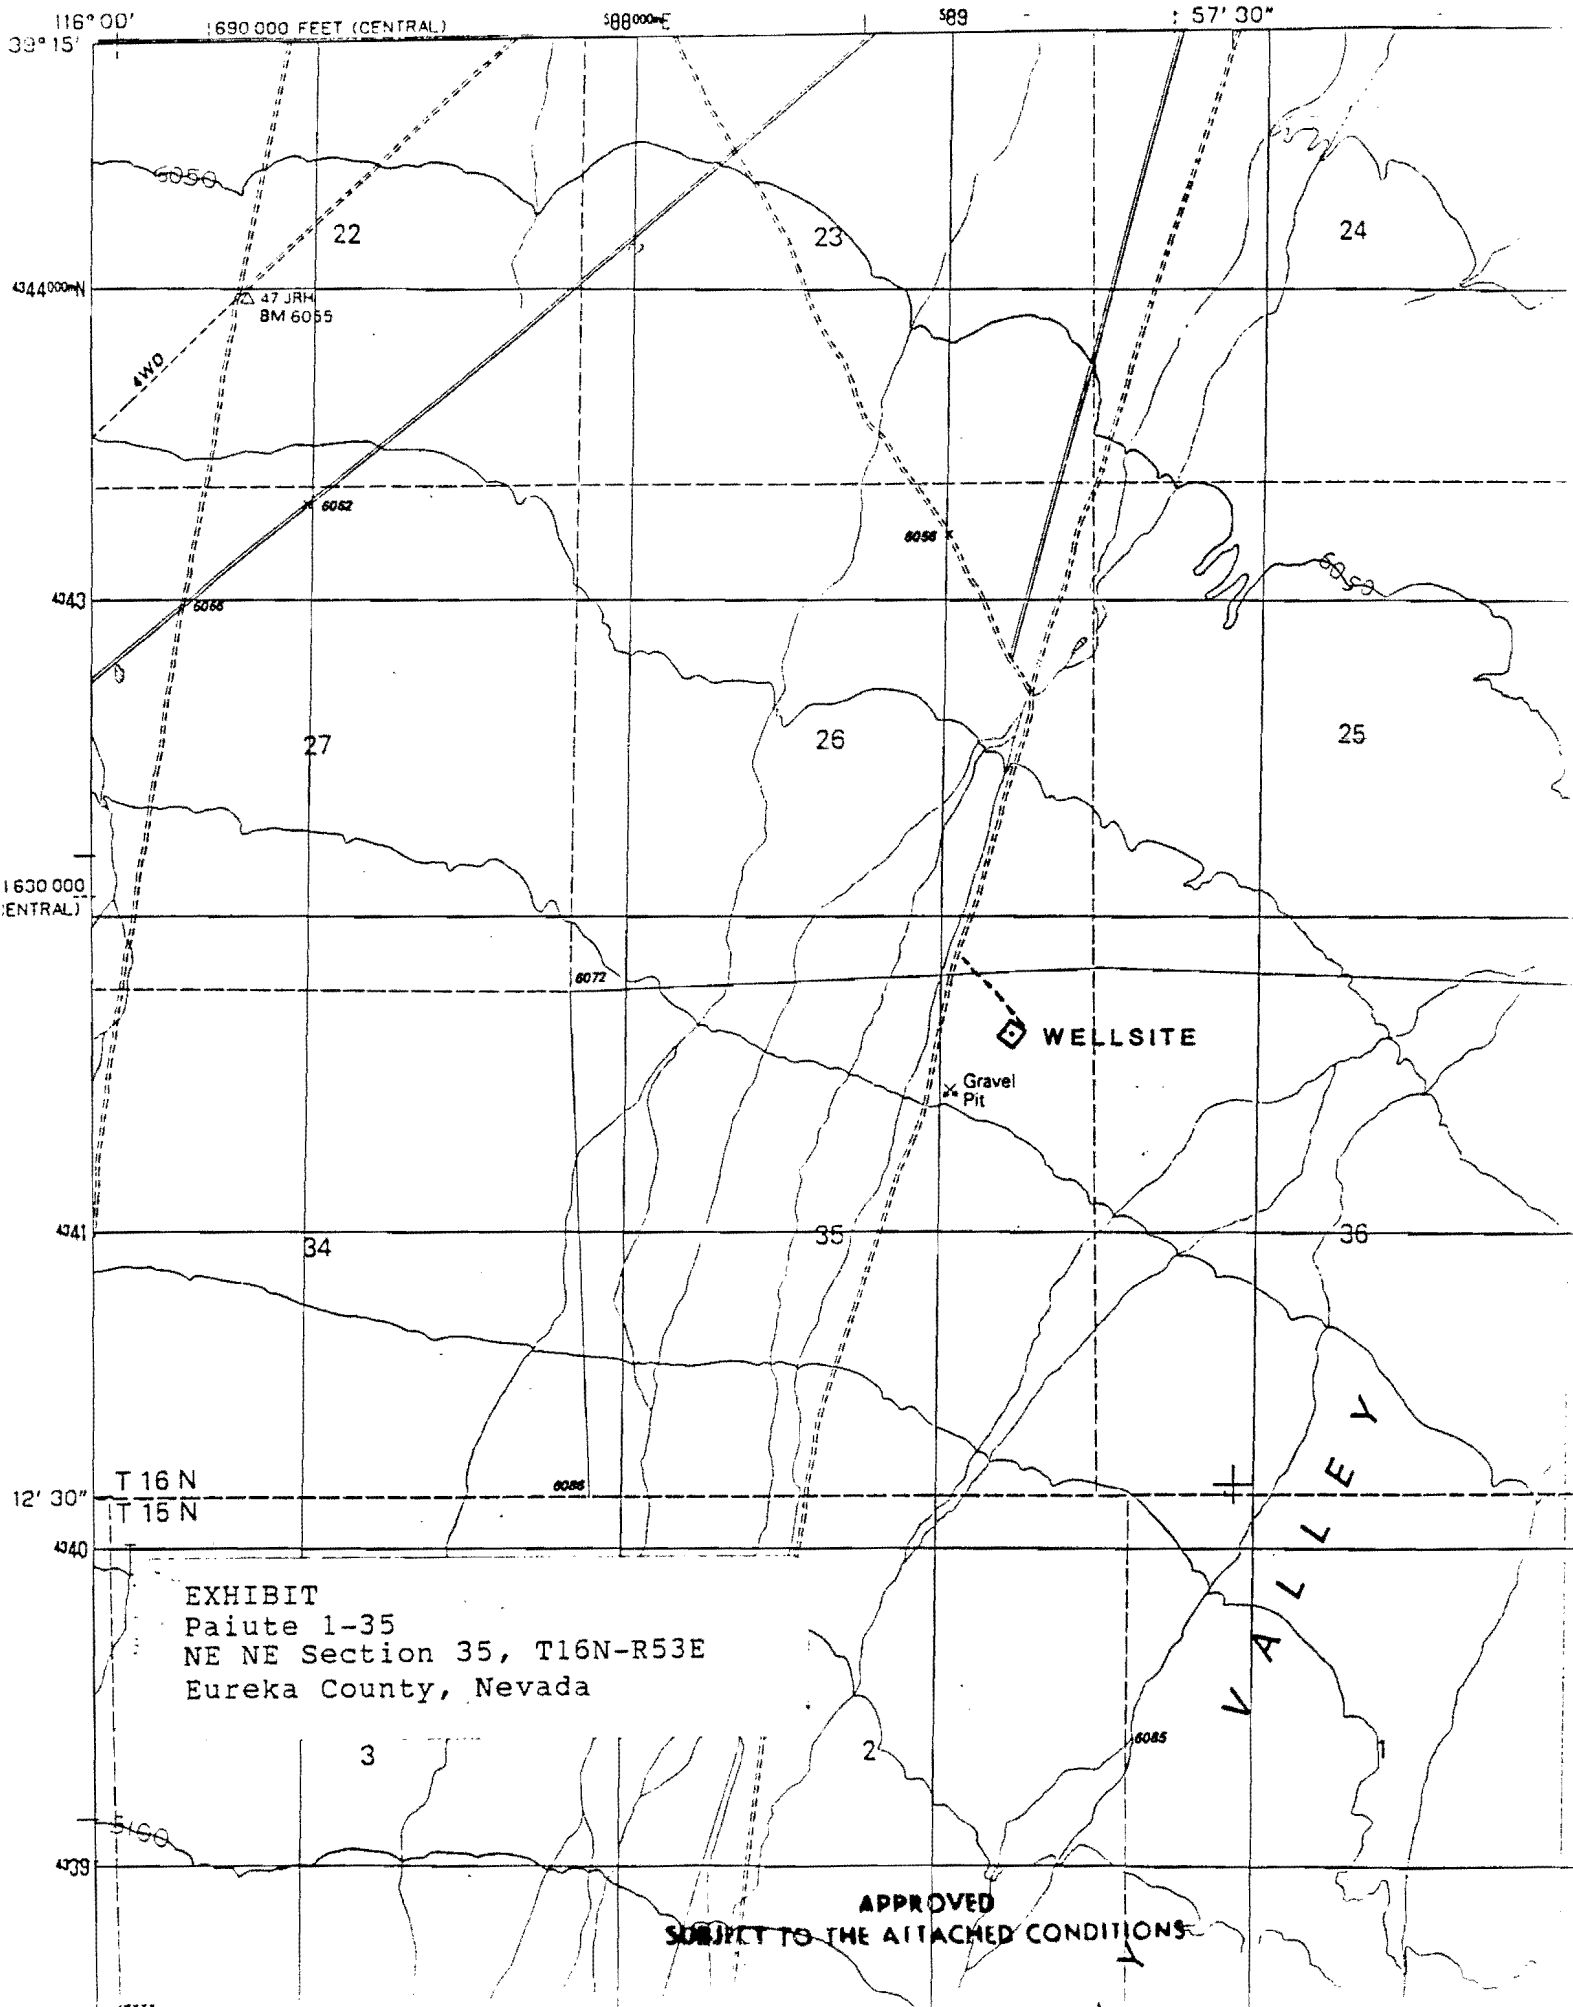 116° 00'
1690 000 FEET (CENTRAL)
588000mE
589
57' 30"
39° 15'
6050
22
23
24
4344000mN
47 JRH
BM 6055
4WD
6062
6056
6050
4343
6066
27
26
25
1 630 000
(CENTRAL)
6072
WELLSITE
Gravel
Pit
4341
34
35
36
T 16 N
6086
12' 30"
T 15 N
4340
VALLEY
EXHIBIT
Paiute 1-35
NE NE Section 35, T16N-R53E
Eureka County, Nevada
3
2
6085
1
4339
APPROVED
SUBJECT TO THE ATTACHED CONDITIONS
Y